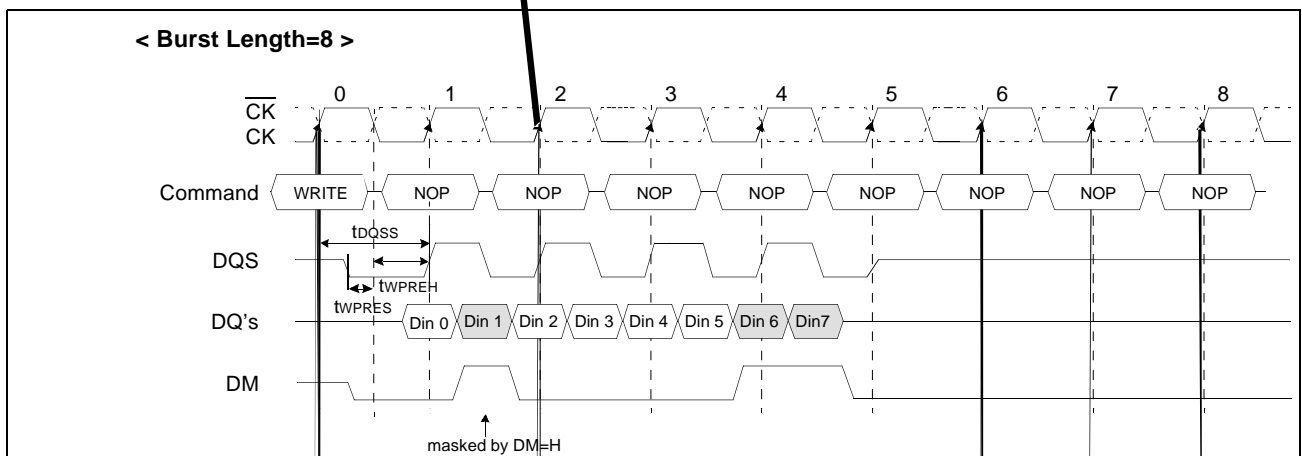 < Burst Length=8 >
0 1 2 3 4 5 6 7 8
CK
CK
Command WRITE NOP NOP NOP NOP NOP NOP NOP NOP
tDQSS
DQS
tWPREH
tWPRES
DQ's Din 0 Din 1 Din 2 Din 3 Din 4 Din 5 Din 6 Din7
DM
masked by DM=H